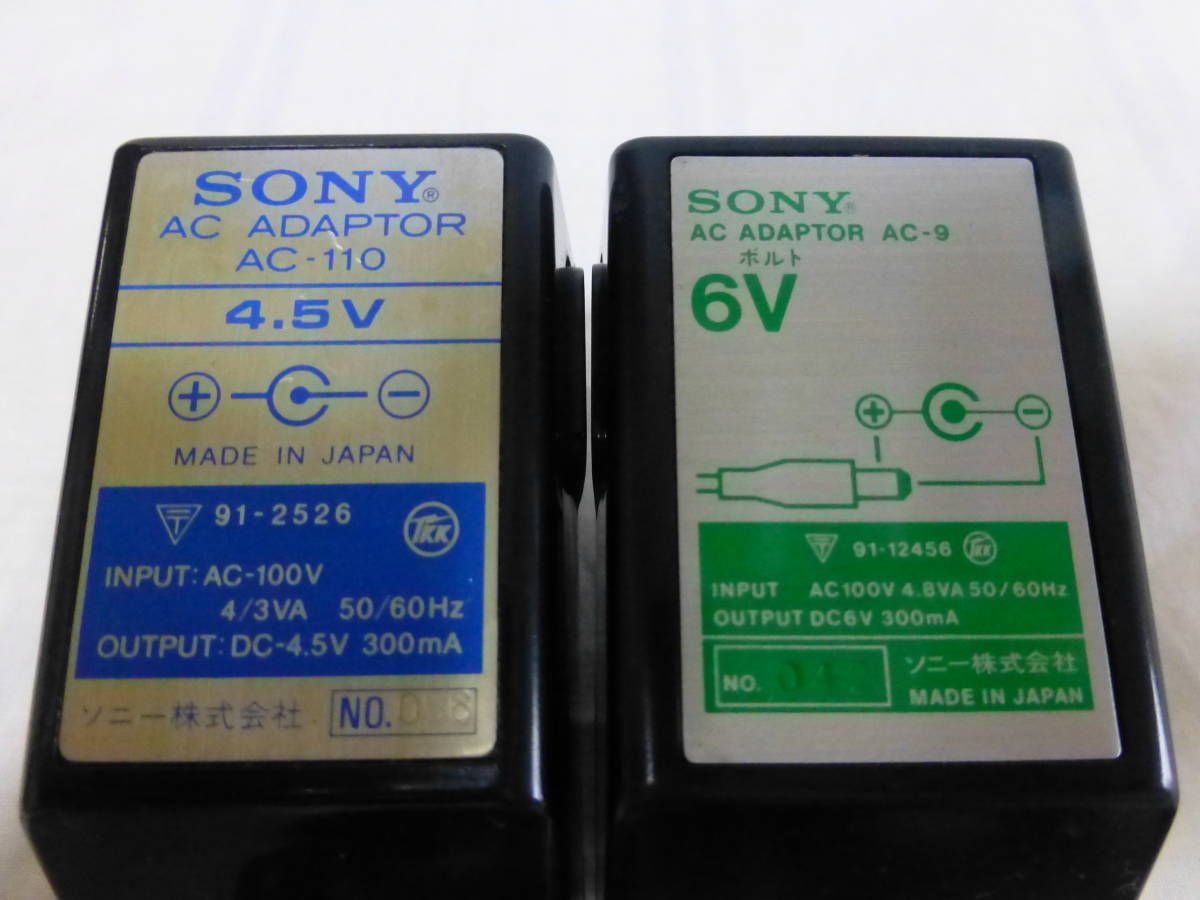 SONY®
AC ADAPTOR
AC-110
4.5V
+ -
MADE IN JAPAN
91-2526 TKK
INPUT: AC-100V
4/3VA 50/60Hz
OUTPUT: DC-4.5V 300mA
ソニー株式会社 NO.
SONY®
AC ADAPTOR AC-9
ボルト
6V
+ -
91-12456 TKK
INPUT AC100V 4.8VA 50/60Hz
OUTPUT DC6V 300mA
NO. ソニー株式会社
MADE IN JAPAN